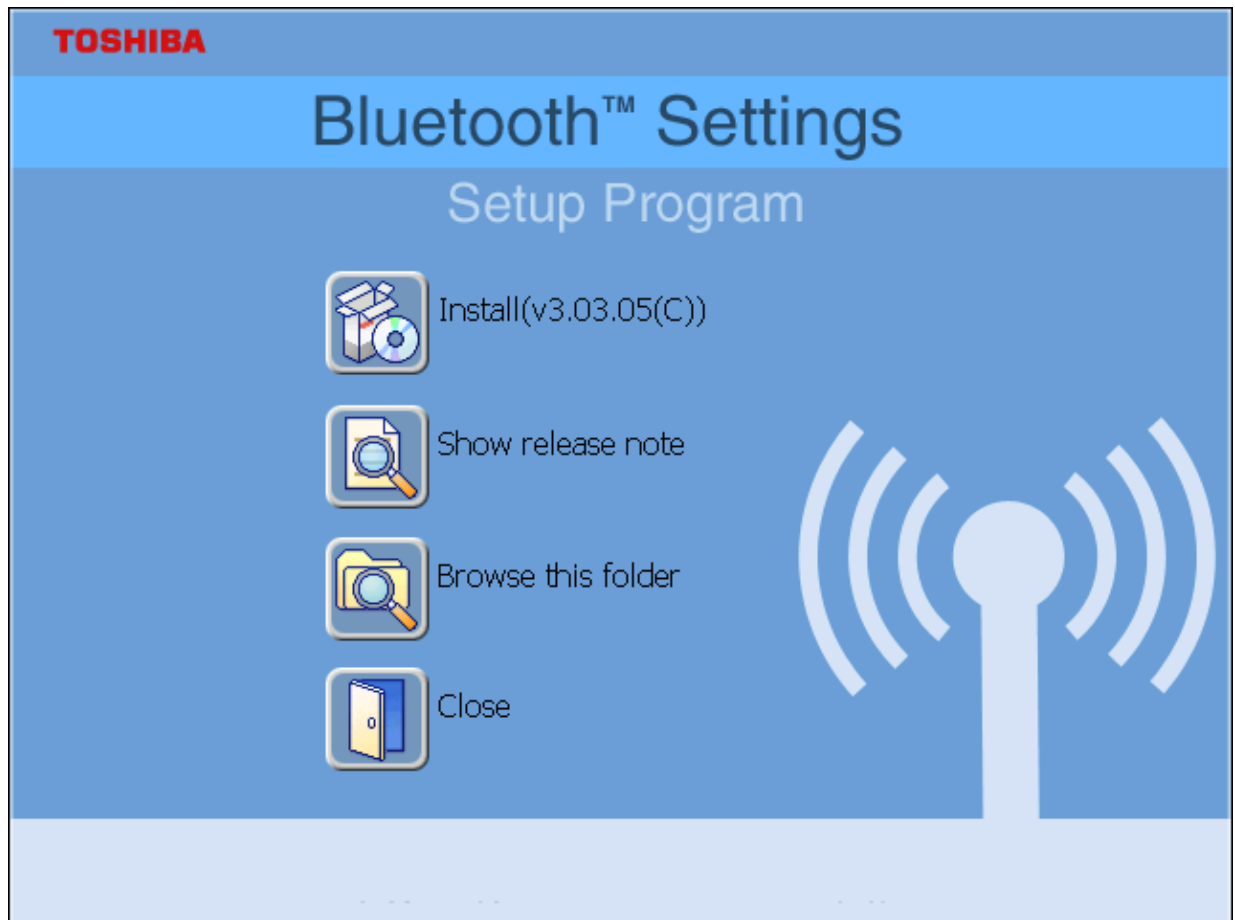 TOSHIBA
Bluetooth™ Settings
Setup Program
Install(v3.03.05(C))
Show release note
Browse this folder
Close